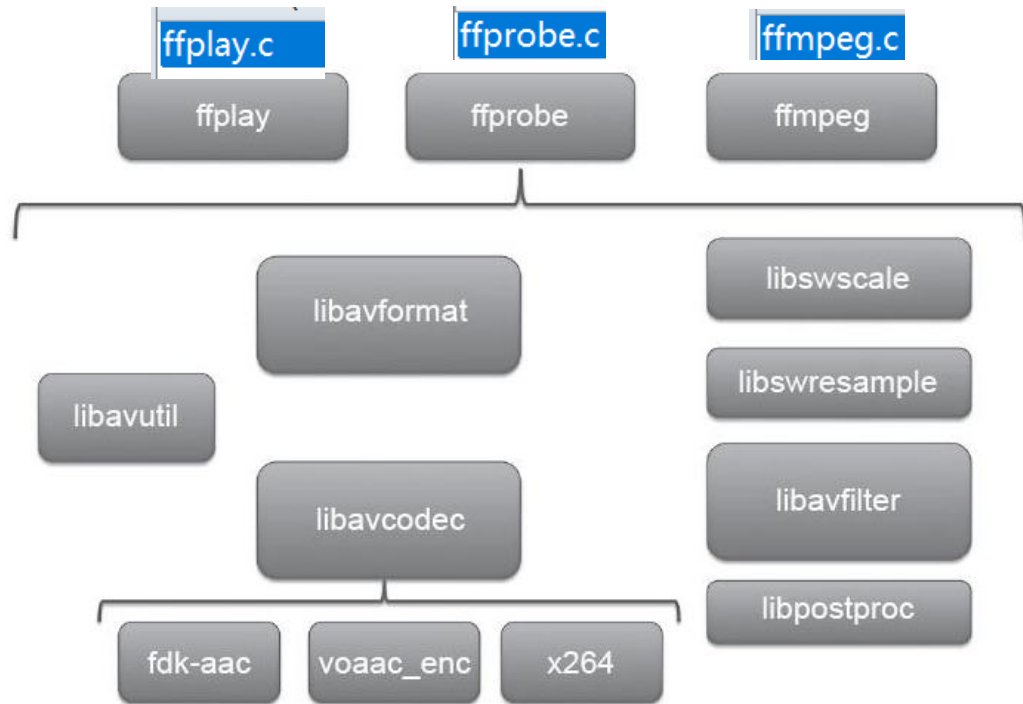 ffplay.c
ffprobe.c
ffmpeg.c
ffplay
ffprobe
ffmpeg
libavformat
libswscale
libswresample
libavutil
libavcodec
libavfilter
libpostproc
fdk-aac
voaac_enc
x264